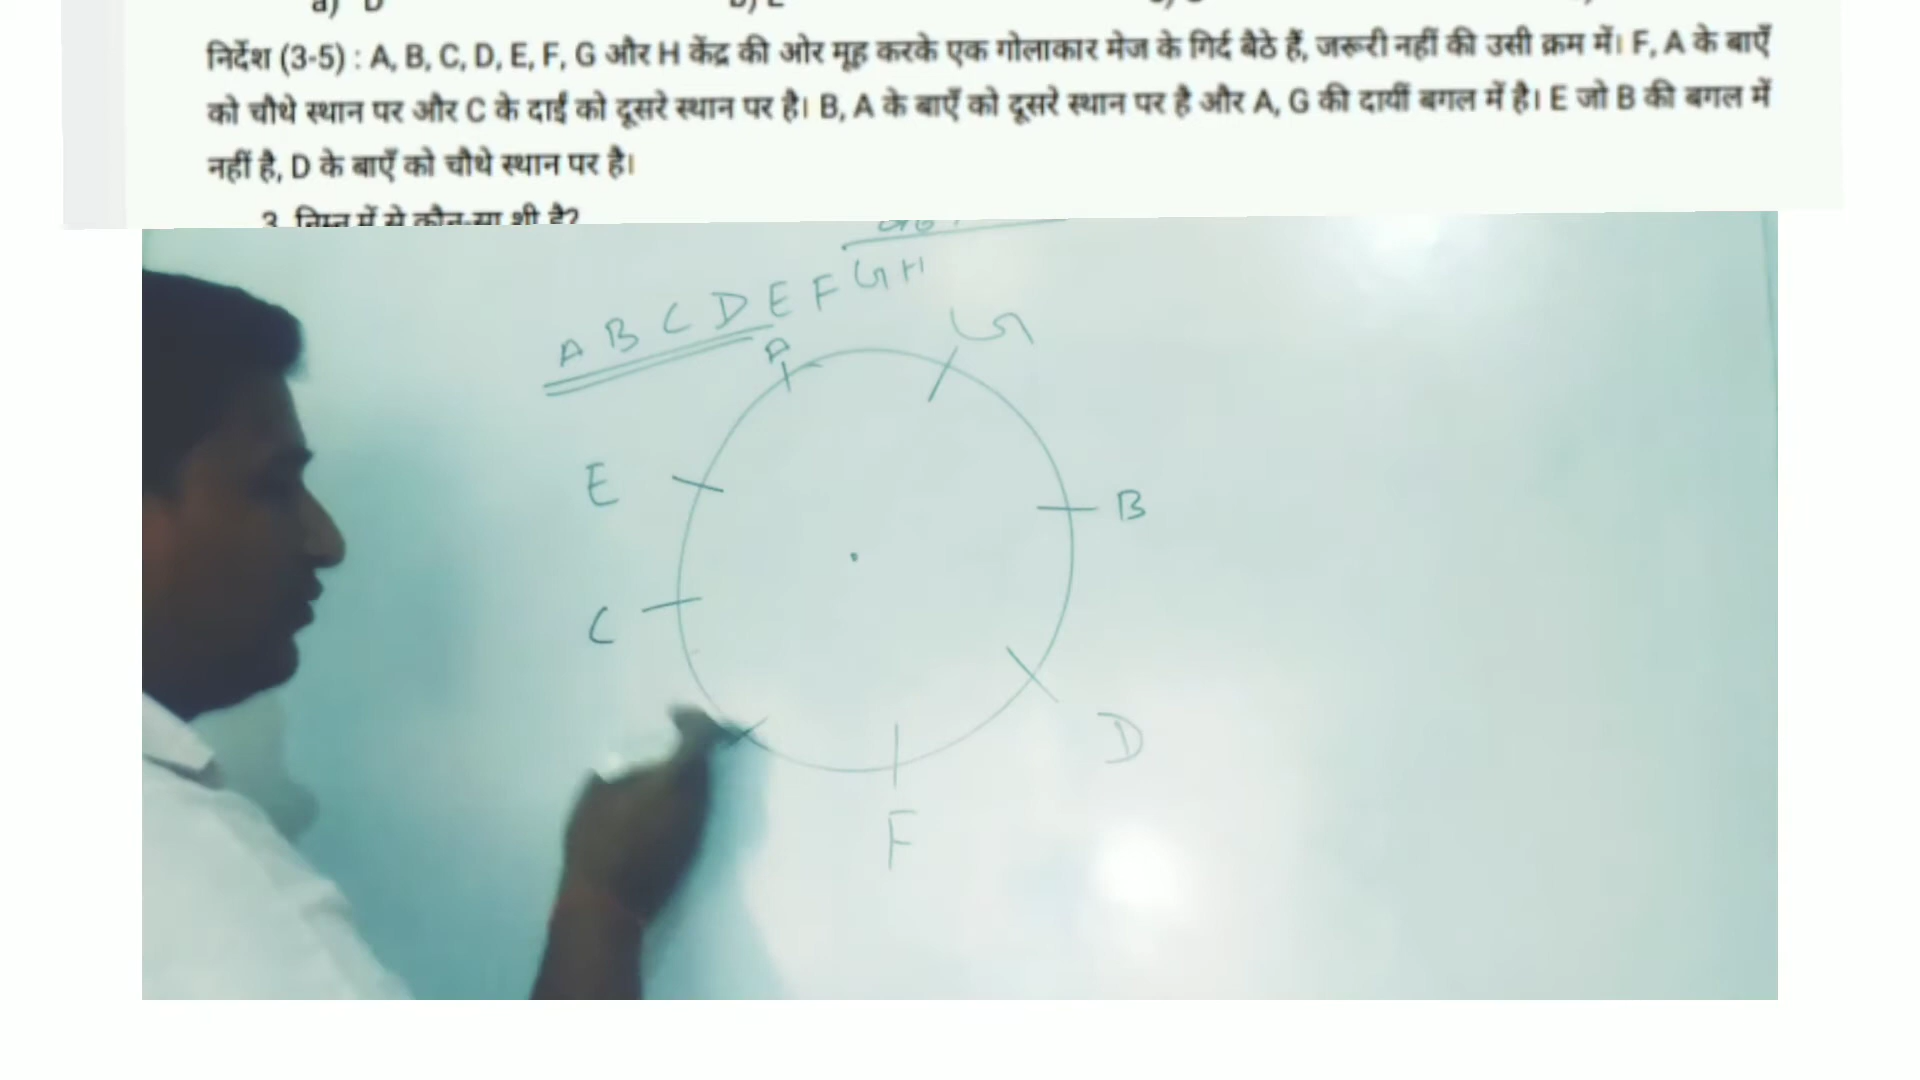 निर्देश (3-5) : A, B, C, D, E, F, G और H केंद्र की ओर मूह करके एक गोलाकार मेज के गिर्द बैठे हैं, जरूरी नहीं की उसी क्रम में। F, A के बाएँ
को चौथे स्थान पर और C के दाईं को दूसरे स्थान पर है। B, A के बाएँ को दूसरे स्थान पर है और A, G की दायीं बगल में है। E जो B की बगल में
नहीं है, D के बाएँ को चौथे स्थान पर है।
3. निम्न में से कौन-सा
A B C D E F G H
A
G
E
B
C
D
F